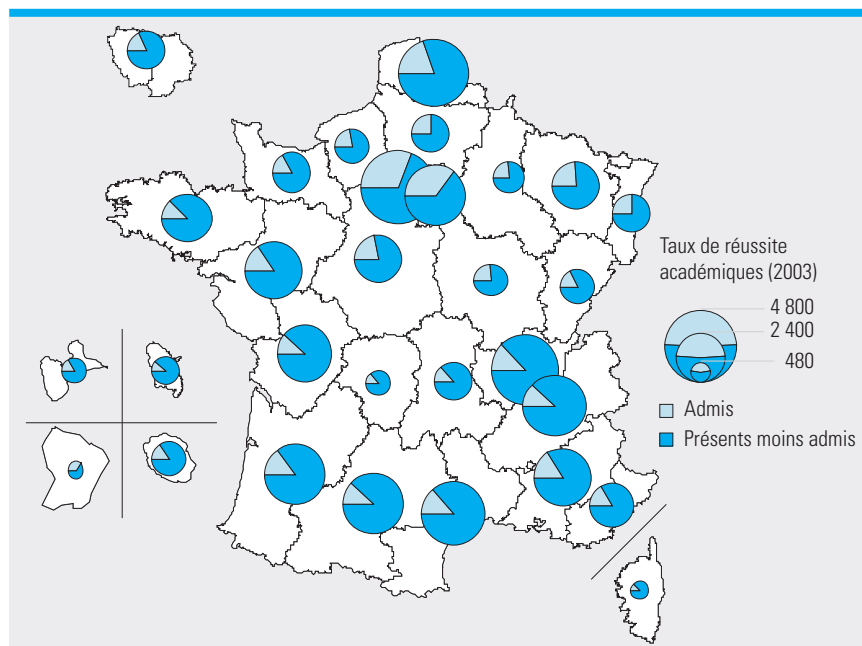 Taux de réussite
académiques (2003)
4 800
2 400
480
Admis
Présents moins admis